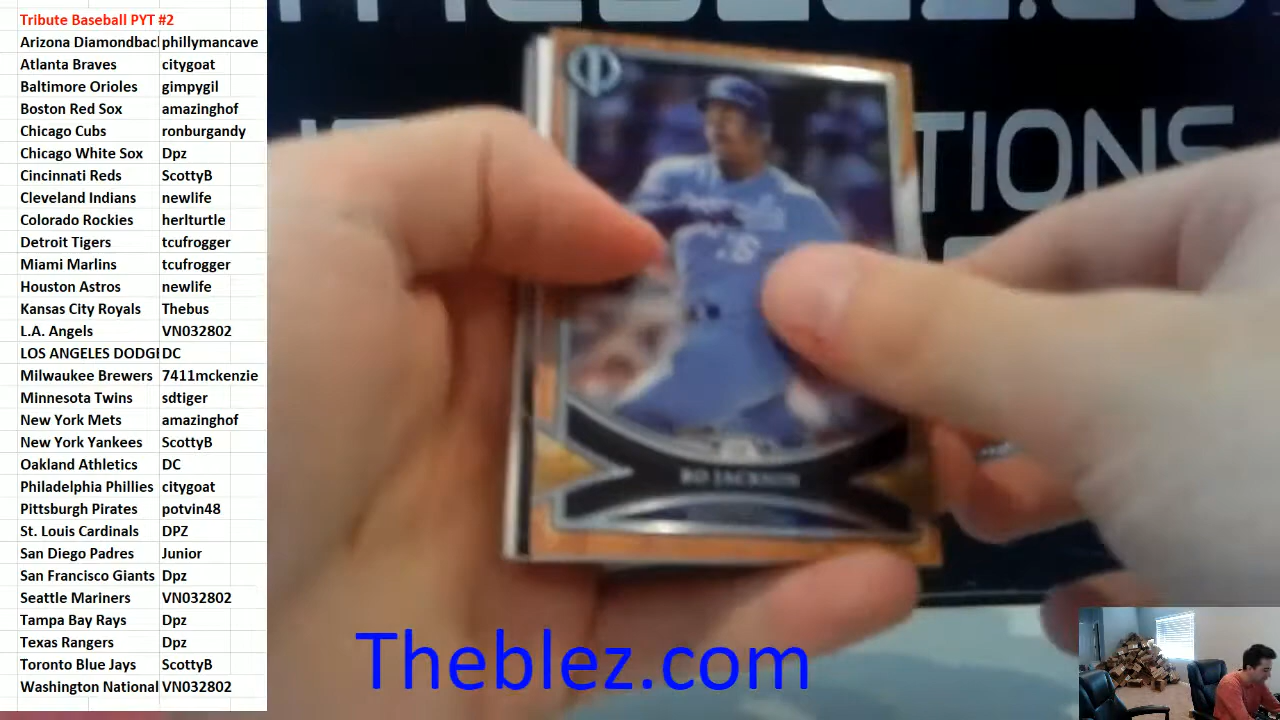 Tribute Baseball PYT #2
Arizona Diamondbac phillymancave
Atlanta Braves citygoat
Baltimore Orioles gimpygil
Boston Red Sox amazinghof
Chicago Cubs ronburgandy
Chicago White Sox Dpz
Cincinnati Reds ScottyB
Cleveland Indians newlife
Colorado Rockies herlturtle
Detroit Tigers tcufrogger
Miami Marlins tcufrogger
Houston Astros newlife
Kansas City Royals Thebus
L.A. Angels VN032802
LOS ANGELES DODGI DC
Milwaukee Brewers 7411mckenzie
Minnesota Twins sdtiger
New York Mets amazinghof
New York Yankees ScottyB
Oakland Athletics DC
Philadelphia Phillies citygoat
Pittsburgh Pirates potvin48
St. Louis Cardinals DPZ
San Diego Padres Junior
San Francisco Giants Dpz
Seattle Mariners VN032802
Tampa Bay Rays Dpz
Texas Rangers Dpz
Toronto Blue Jays ScottyB
Washington National VN032802
THEBLEZ.CO
TIONS
BO JACKSON
Theblez.com